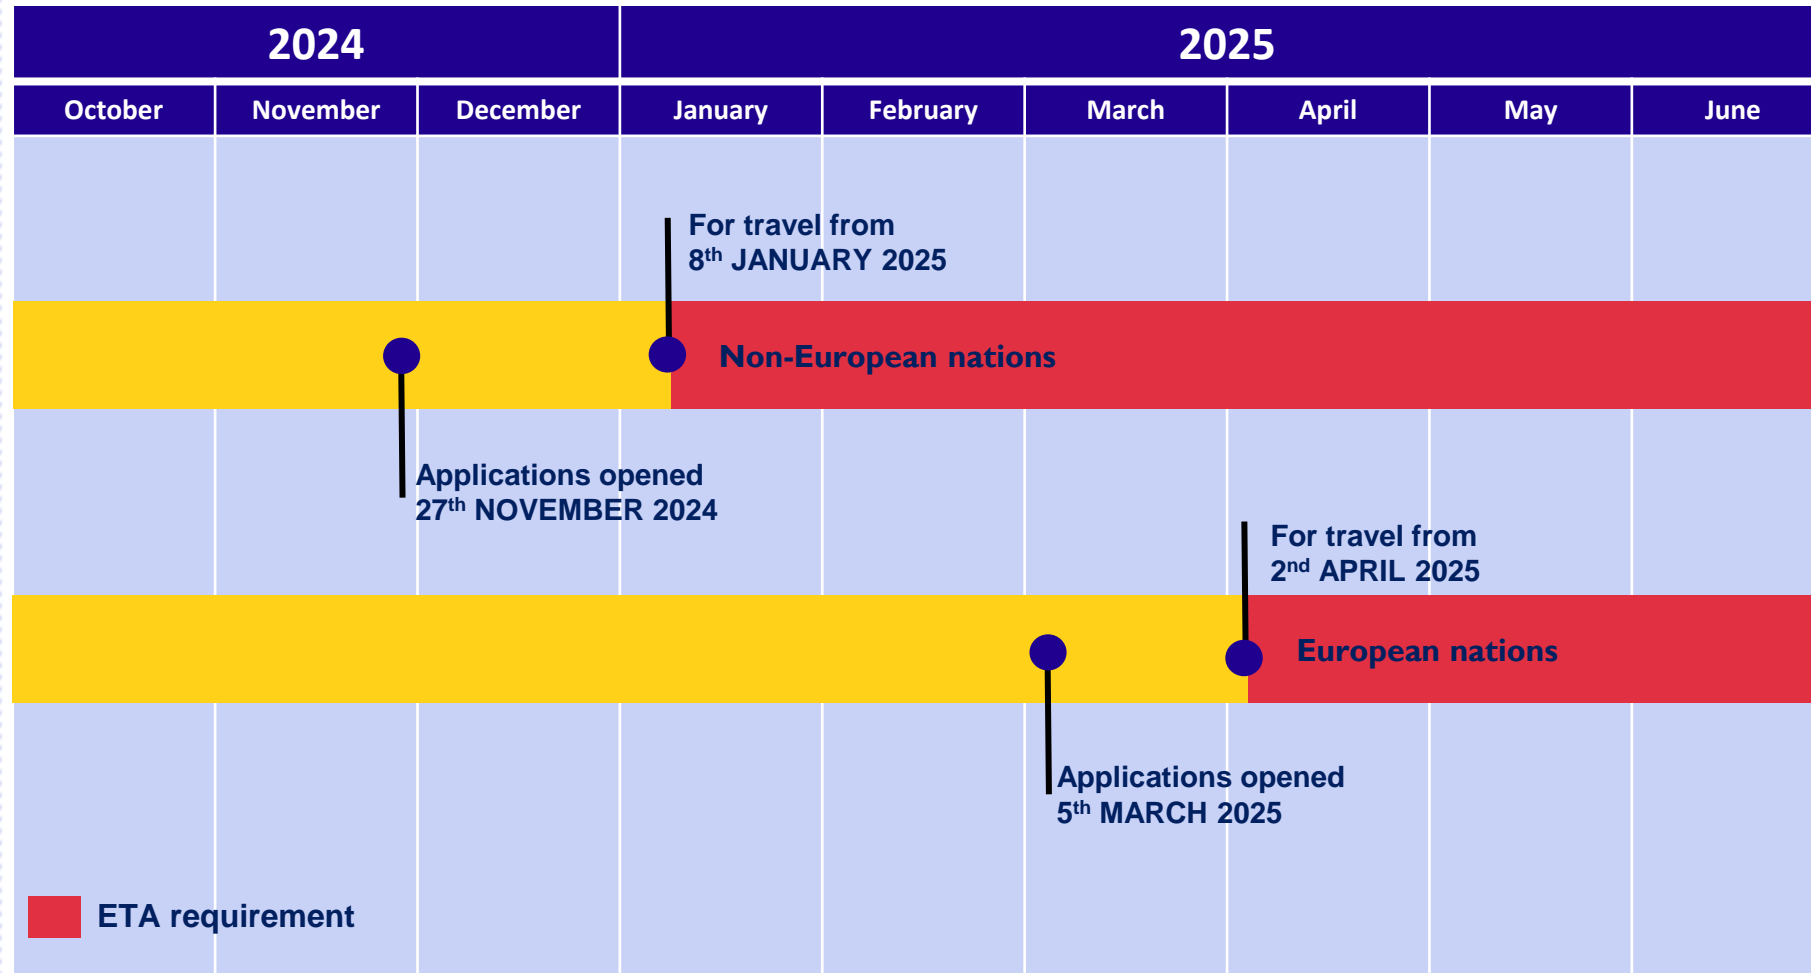 2024 2025
October November December January February March April May June
For travel from
8th JANUARY 2025
Non-European nations
Applications opened
27th NOVEMBER 2024
For travel from
2nd APRIL 2025
European nations
Applications opened
5th MARCH 2025
ETA requirement